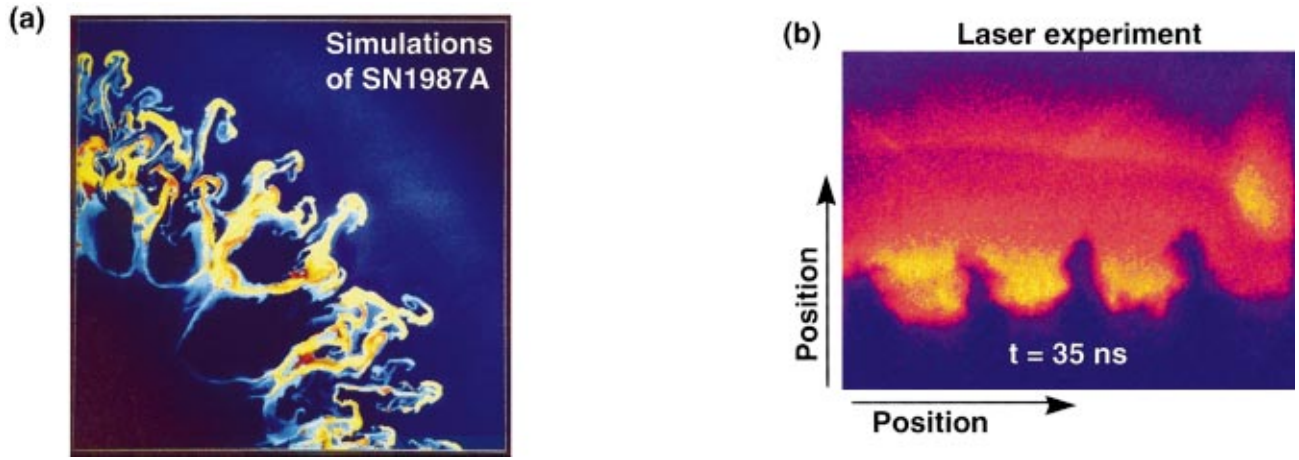 (a)
Simulations
of SN1987A
(b)
Laser experiment
Position
t = 35 ns
Position